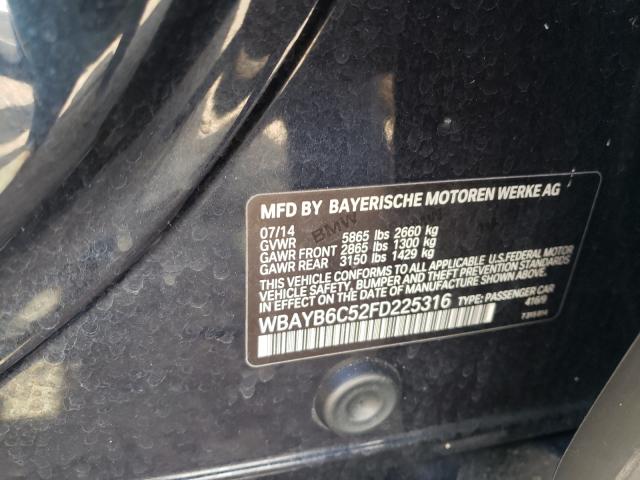 MFD BY BAYERISCHE MOTOREN WERKE AG
07/14
GVWR 5865 lbs 2660 kg
GAWR FRONT 2865 lbs 1300 kg
GAWR REAR 3150 lbs 1429 kg
THIS VEHICLE CONFORMS TO ALL APPLICABLE U.S.FEDERAL MOTOR
VEHICLE SAFETY, BUMPER AND THEFT PREVENTION STANDARDS
IN EFFECT ON THE DATE OF MANUFACTURE SHOWN ABOVE.
WBAYB6C52FD225316 TYPE: PASSENGER CAR
4169